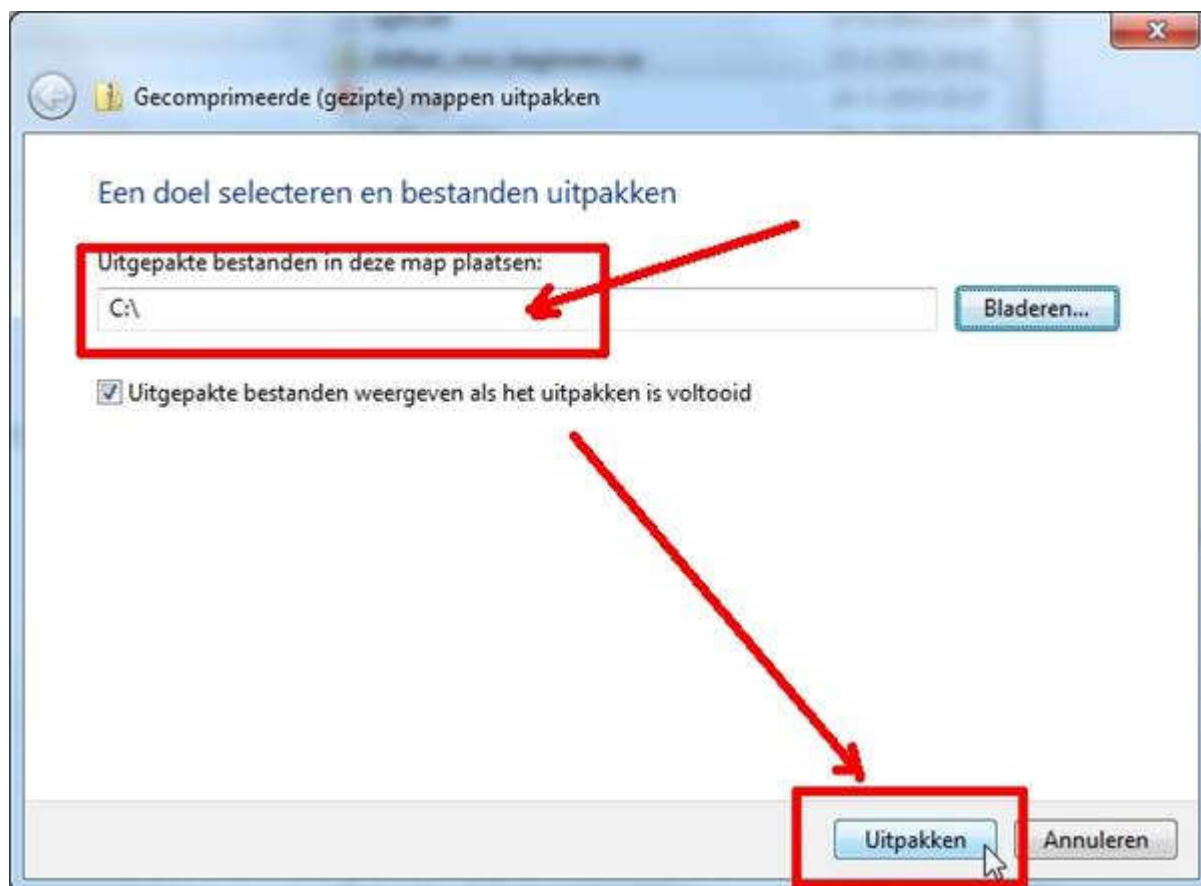 Gecomprimeerde (gezipte) mappen uitpakken
Een doel selecteren en bestanden uitpakken
Uitgepakte bestanden in deze map plaatsen:
C:\
Bladeren...
Uitgepakte bestanden weergeven als het uitpakken is voltooid
Uitpakken
Annuleren